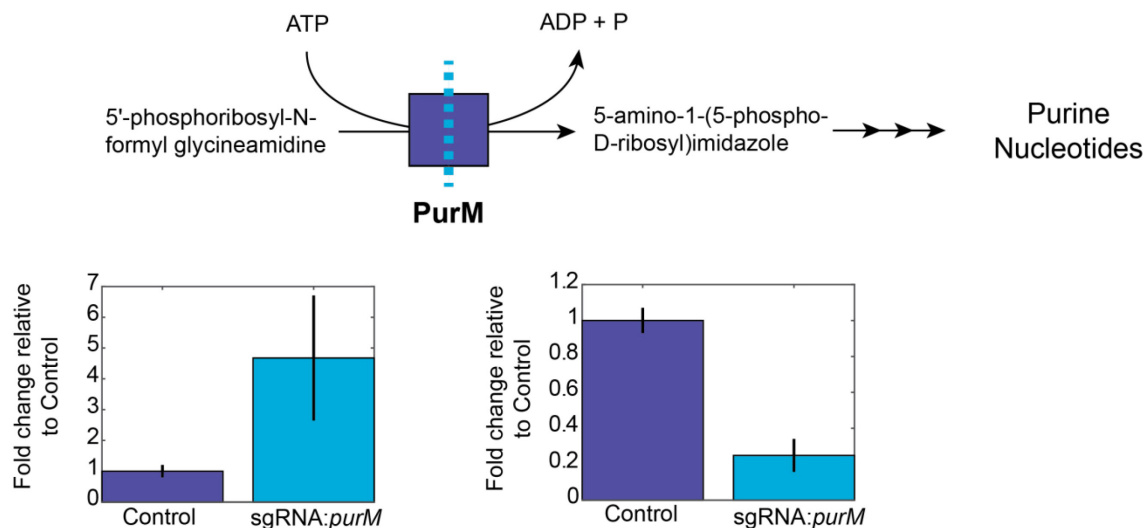 ATP
ADP + P
5'-phosphoribosyl-N-
formyl glycineamidine
5-amino-1-(5-phospho-
D-ribosyl)imidazole
Purine
Nucleotides
PurM
Fold change relative
to Control
7
6
5
4
3
2
1
0
Control
sgRNA:purM
Fold change relative
to Control
1.2
1
0.8
0.6
0.4
0.2
0
Control
sgRNA:purM